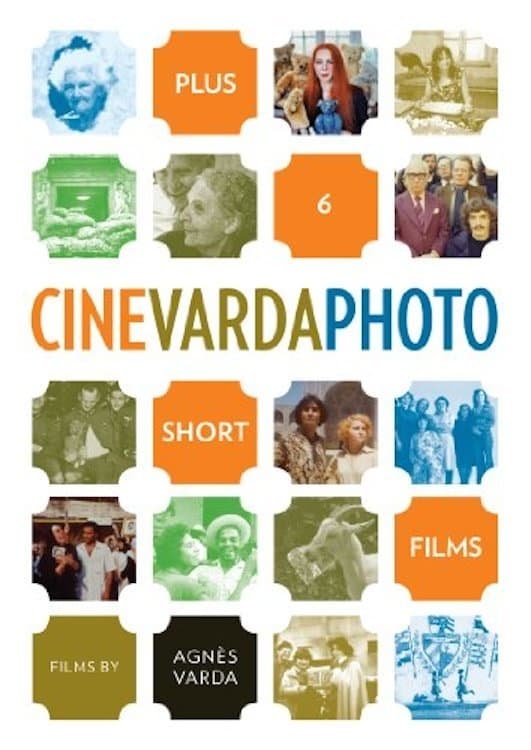 PLUS
6
CINEVARDAPHOTO
SHORT
FILMS
FILMS BY
AGNÈS
VARDA